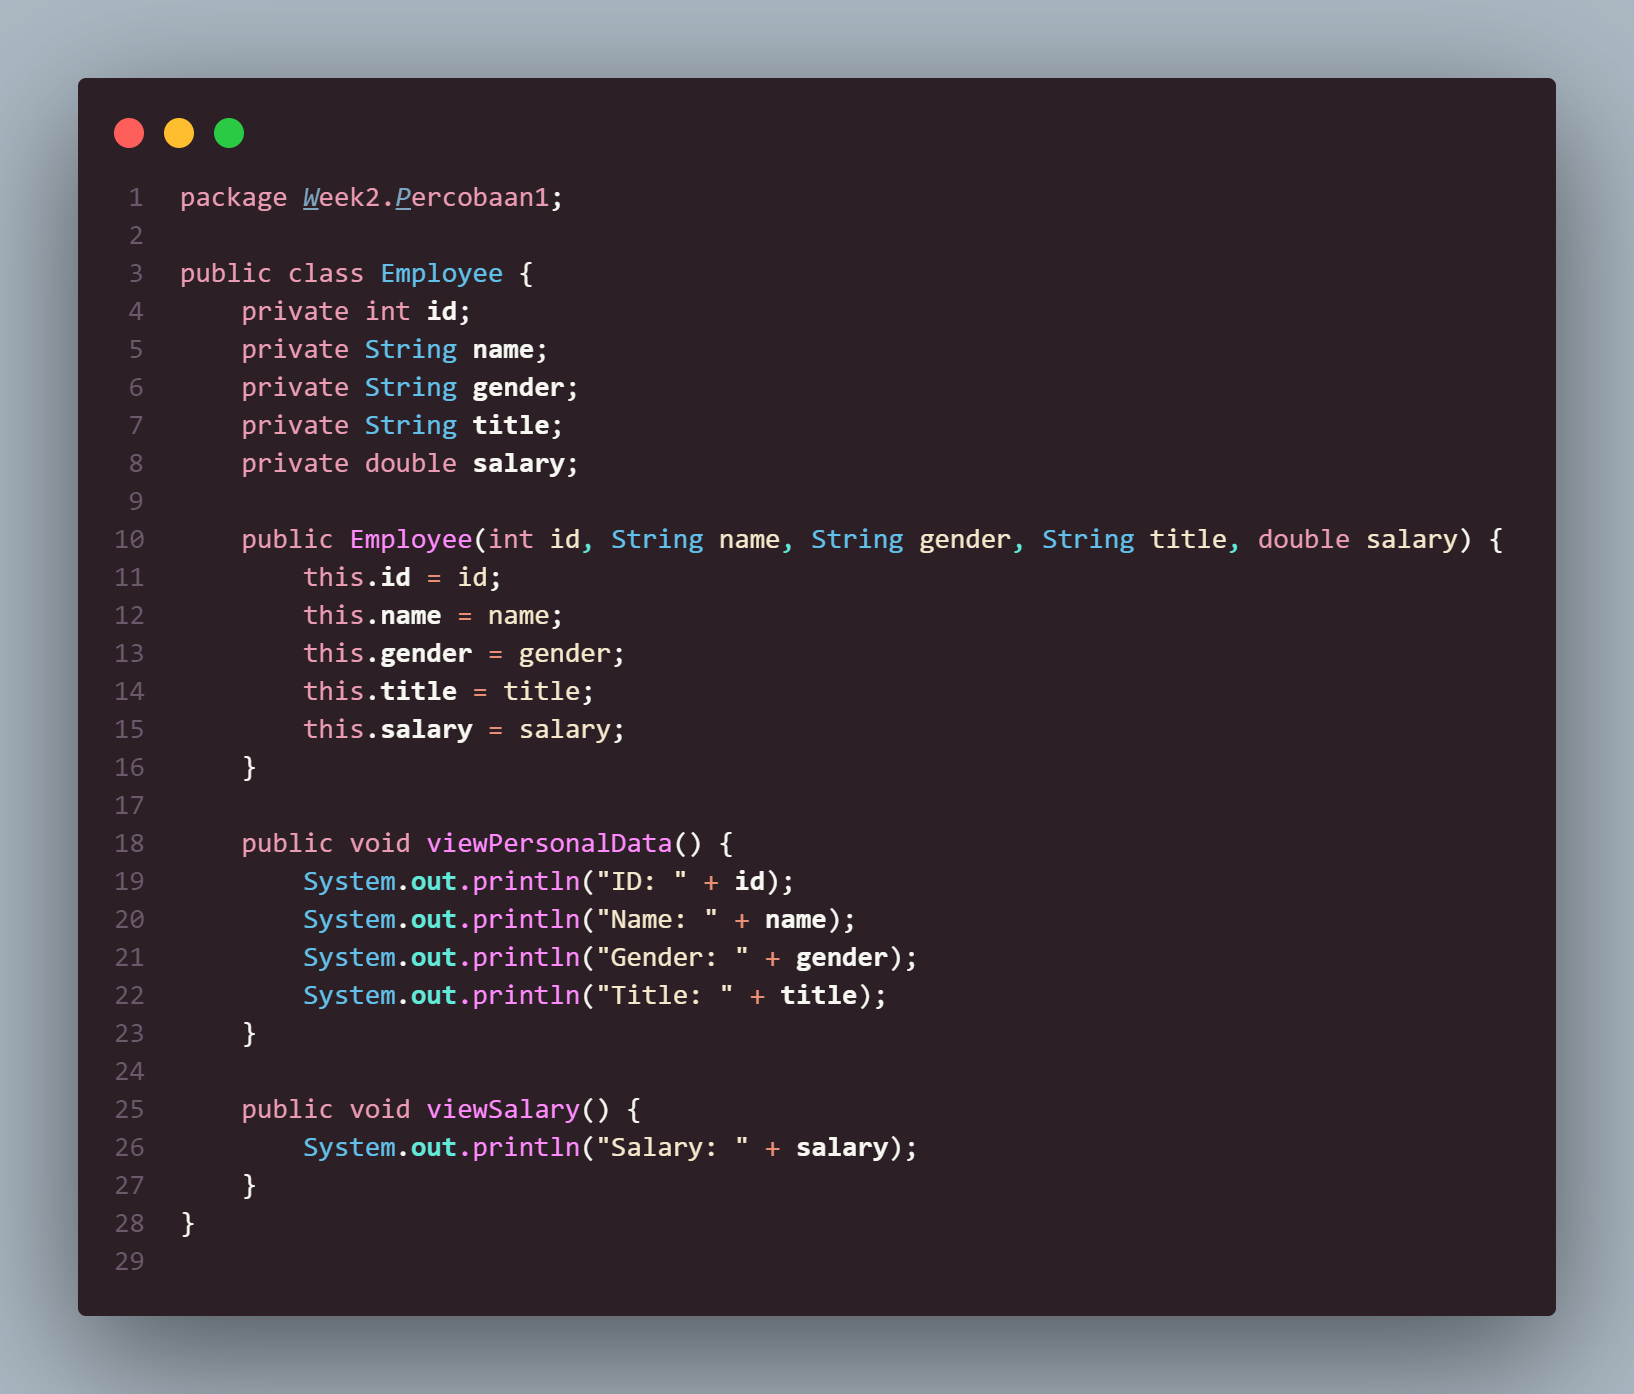 1 package Week2.Percobaan1;
2
3 public class Employee {
4     private int id;
5     private String name;
6     private String gender;
7     private String title;
8     private double salary;
9
10     public Employee(int id, String name, String gender, String title, double salary) {
11         this.id = id;
12         this.name = name;
13         this.gender = gender;
14         this.title = title;
15         this.salary = salary;
16     }
17
18     public void viewPersonalData() {
19         System.out.println("ID: " + id);
20         System.out.println("Name: " + name);
21         System.out.println("Gender: " + gender);
22         System.out.println("Title: " + title);
23     }
24
25     public void viewSalary() {
26         System.out.println("Salary: " + salary);
27     }
28 }
29